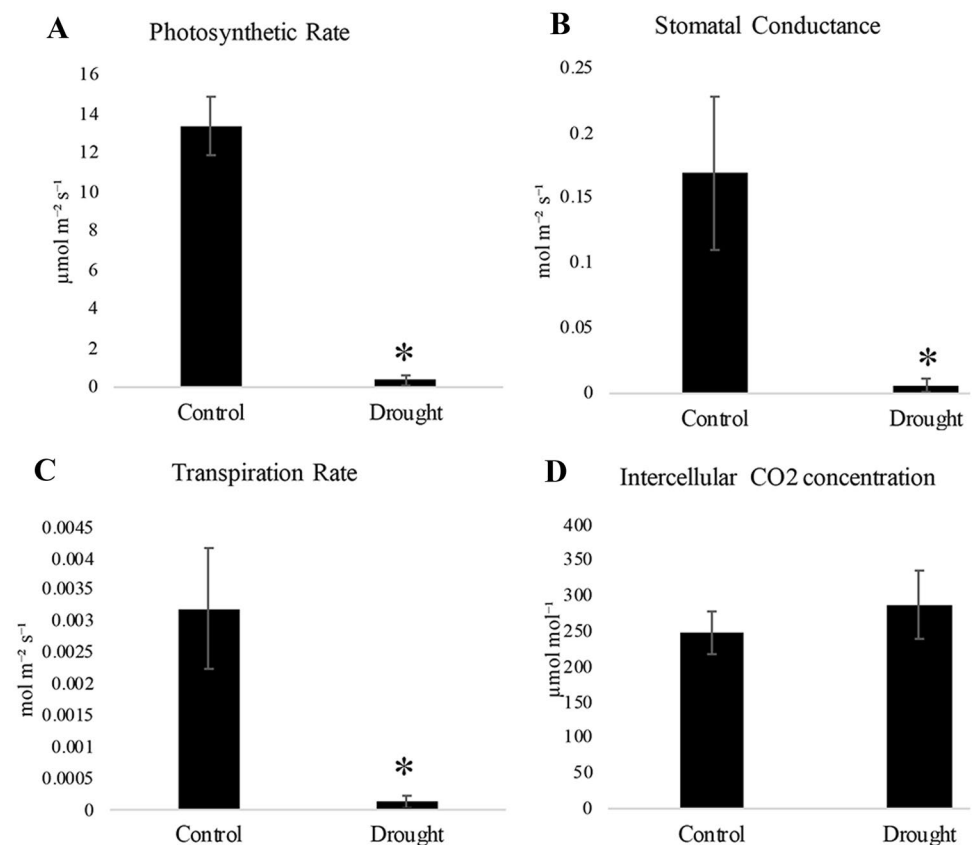 A
Photosynthetic Rate
16
14
12
10
8
6
4
2
0
µmol m⁻² s⁻¹
*
Control
Drought
B
Stomatal Conductance
0.25
0.2
0.15
0.1
0.05
0
mol m⁻² s⁻¹
*
Control
Drought
C
Transpiration Rate
0.0045
0.004
0.0035
0.003
0.0025
0.002
0.0015
0.001
0.0005
0
mol m⁻² s⁻¹
*
Control
Drought
D
Intercellular CO2 concentration
400
350
300
250
200
150
100
50
0
µmol mol⁻¹
Control
Drought